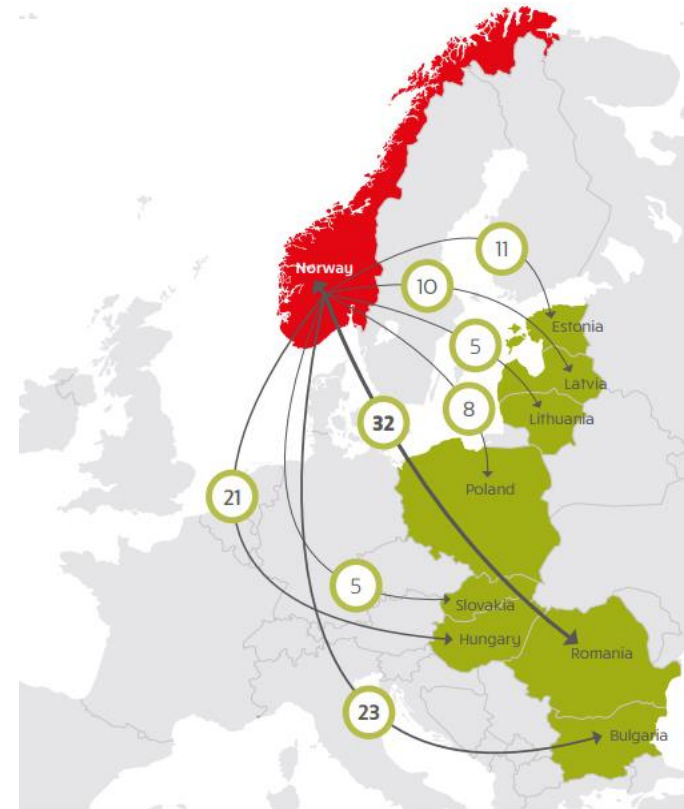 11
Norway
10
Estonia
5
Latvia
8
Lithuania
32
Poland
21
5
Slovakia
Hungary
Romania
23
Bulgaria